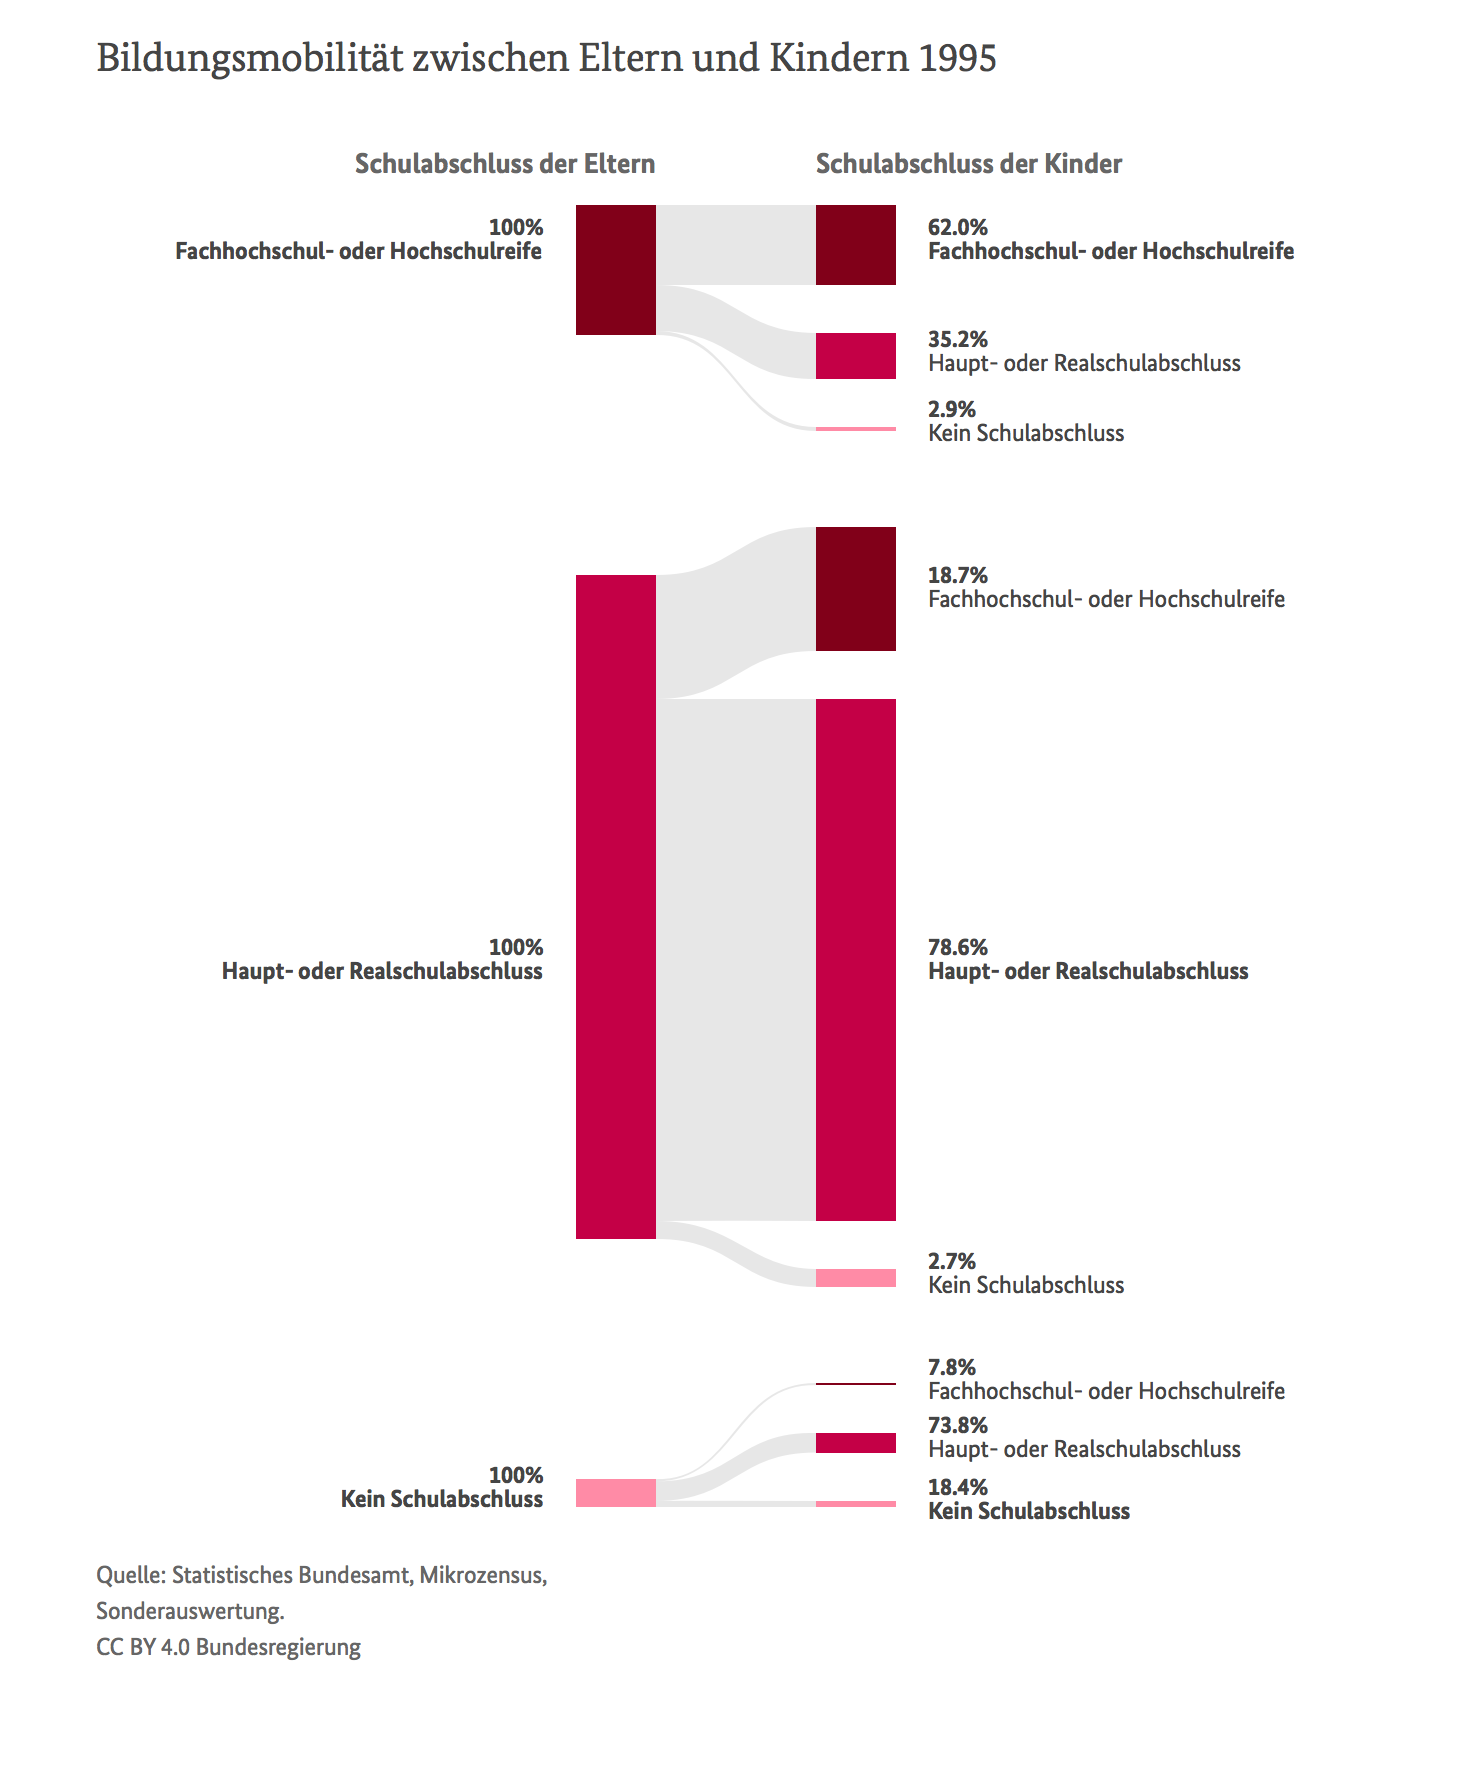 Bildungsmobilität zwischen Eltern und Kindern 1995
Schulabschluss der Eltern
Schulabschluss der Kinder
100%
Fachhochschul- oder Hochschulreife
62.0%
Fachhochschul- oder Hochschulreife
35.2%
Haupt- oder Realschulabschluss
2.9%
Kein Schulabschluss
18.7%
Fachhochschul- oder Hochschulreife
100%
Haupt- oder Realschulabschluss
78.6%
Haupt- oder Realschulabschluss
2.7%
Kein Schulabschluss
7.8%
Fachhochschul- oder Hochschulreife
73.8%
Haupt- oder Realschulabschluss
100%
Kein Schulabschluss
18.4%
Kein Schulabschluss
Quelle: Statistisches Bundesamt, Mikrozensus,
Sonderauswertung.
CC BY 4.0 Bundesregierung